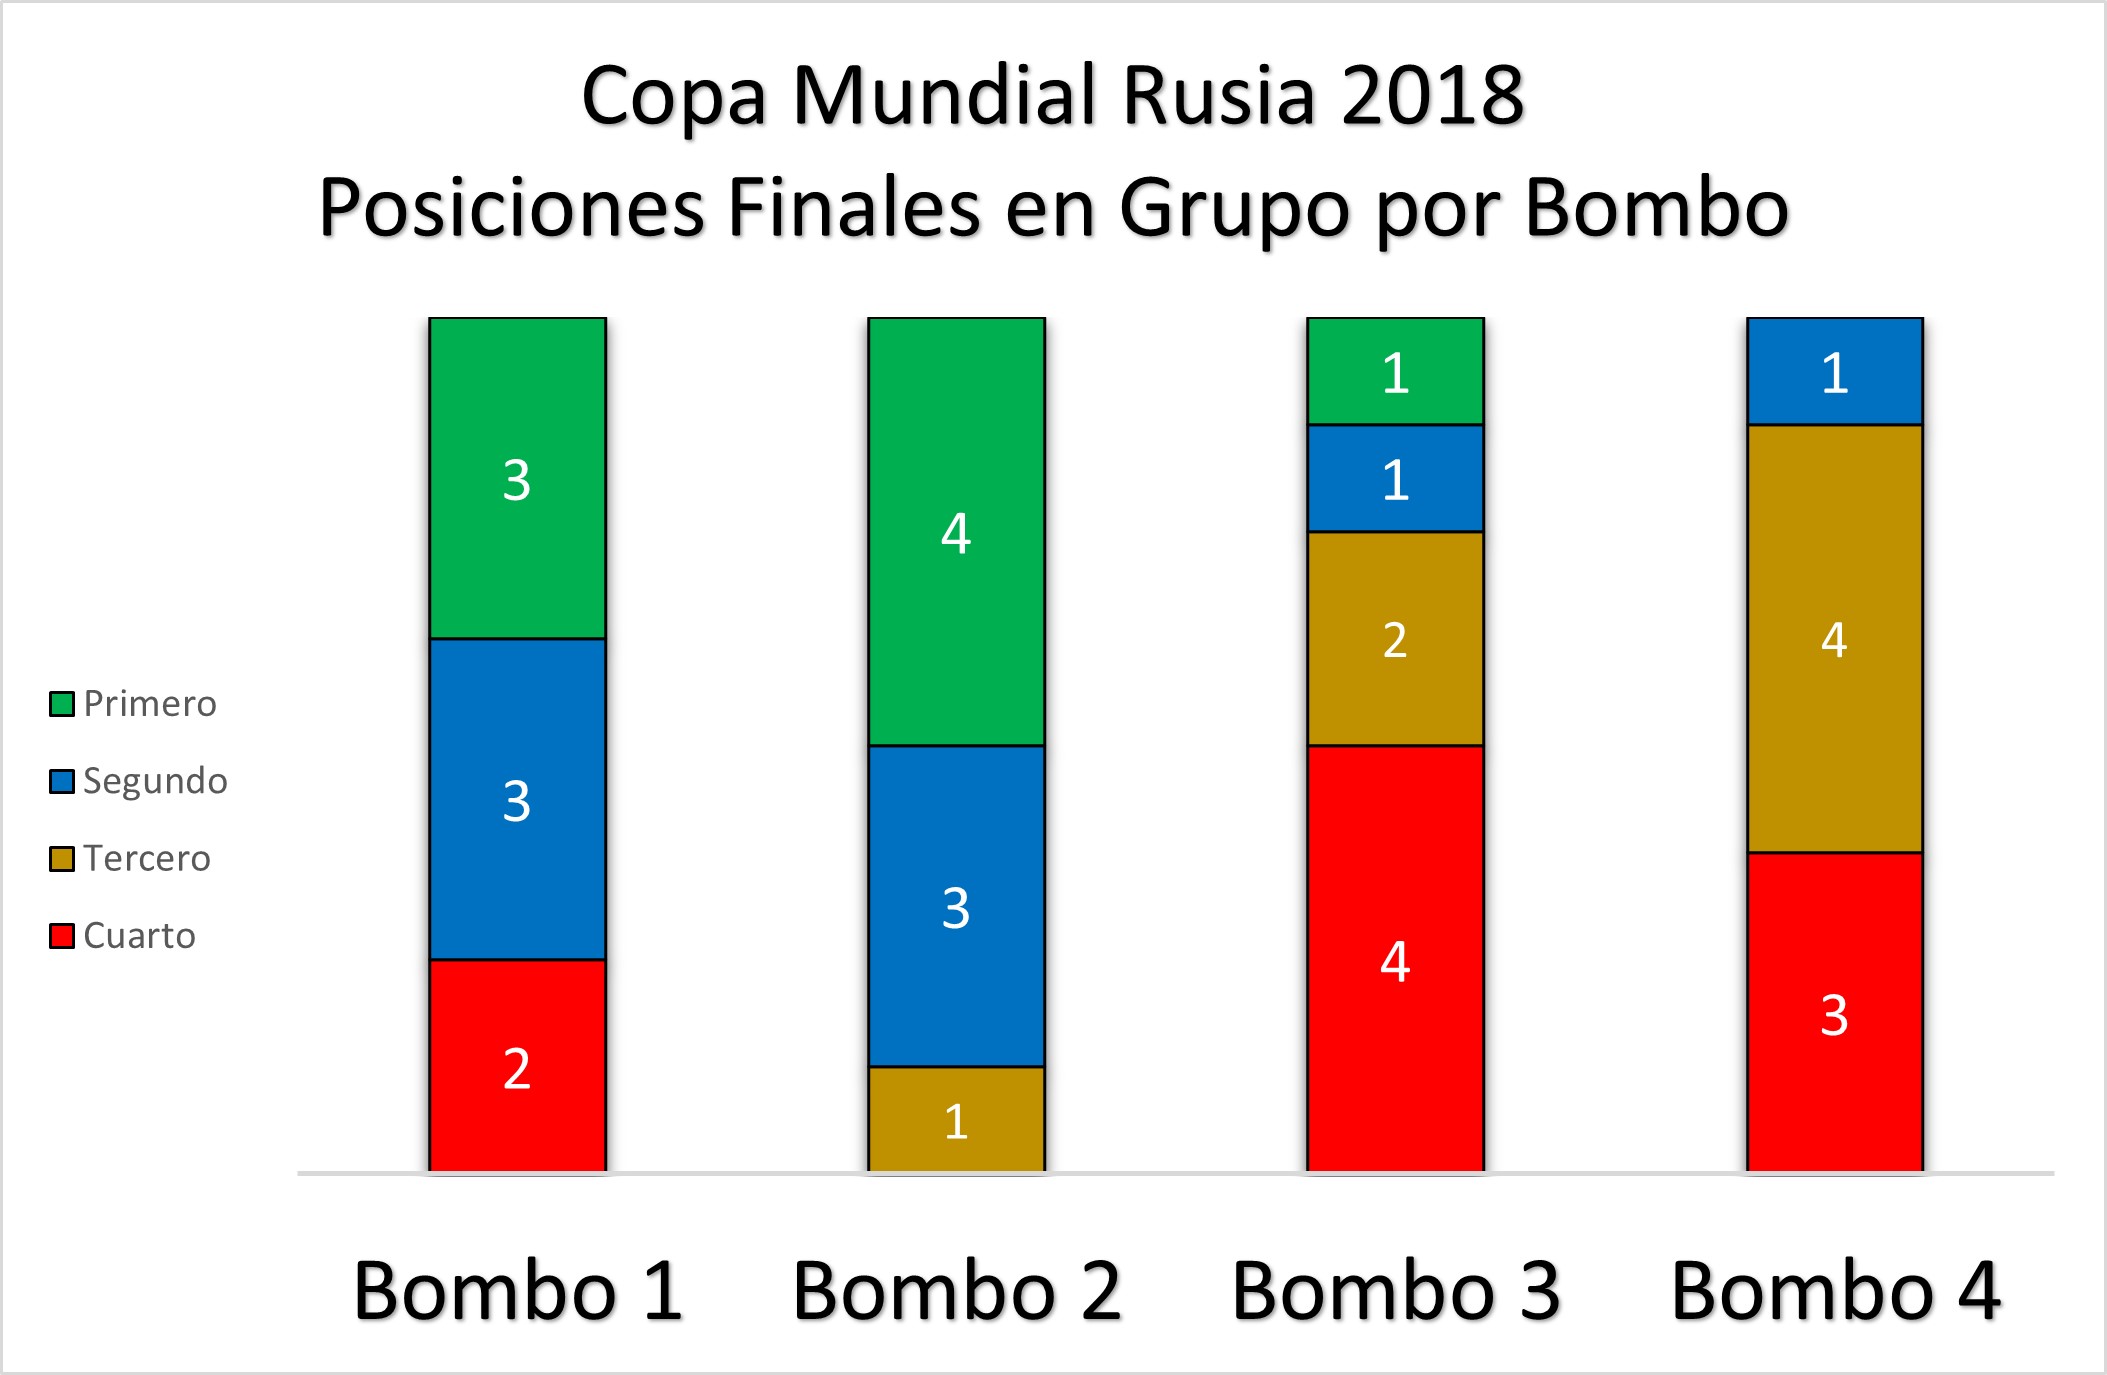 Copa Mundial Rusia 2018
Posiciones Finales en Grupo por Bombo
3
3
2
4
3
1
1
1
2
4
1
4
3
Primero
Segundo
Tercero
Cuarto
Bombo 1
Bombo 2
Bombo 3
Bombo 4